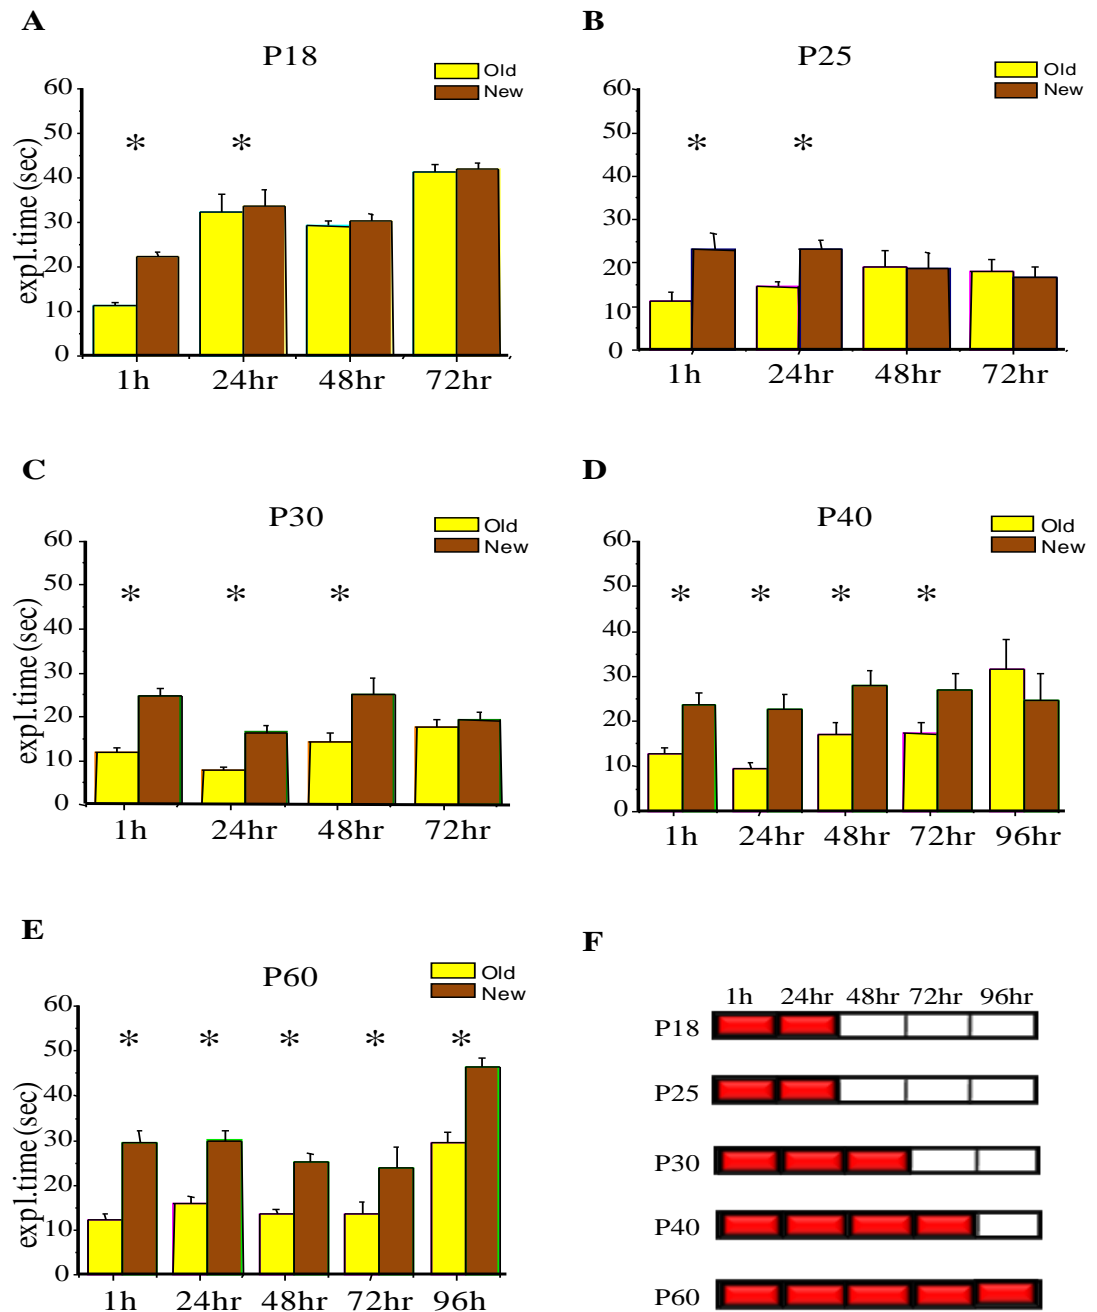 A
P18
Old
New
expl.time (sec)
60
50
40
30
20
10
0
* *
1h 24hr 48hr 72hr
B
P25
Old
New
60
50
40
30
20
10
0
* *
1h 24hr 48hr 72hr
C
P30
Old
New
expl.time (sec)
60
50
40
30
20
10
0
* * *
1h 24hr 48hr 72hr
D
P40
Old
New
60
50
40
30
20
10
0
* * * *
1h 24hr 48hr 72hr 96hr
E
P60
Old
New
expl.time (sec)
60
50
40
30
20
10
0
* * * * *
1h 24hr 48hr 72hr 96h
F
1h 24hr 48hr 72hr 96hr
P18
P25
P30
P40
P60